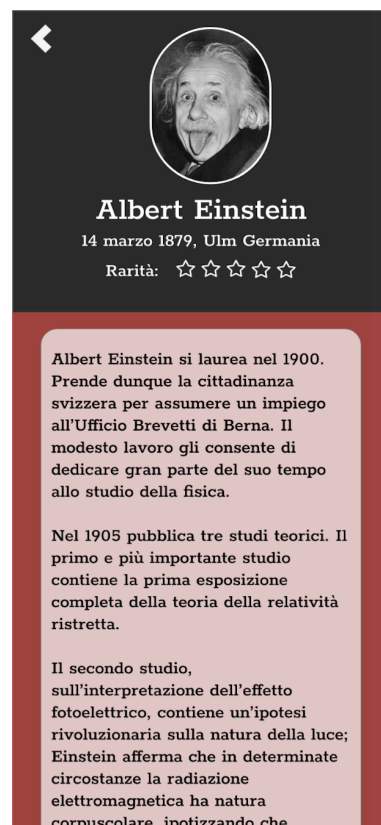 Albert Einstein
14 marzo 1879, Ulm Germania
Rarità:
Albert Einstein si laurea nel 1900.
Prende dunque la cittadinanza
svizzera per assumere un impiego
all'Ufficio Brevetti di Berna. Il
modesto lavoro gli consente di
dedicare gran parte del suo tempo
allo studio della fisica.
Nel 1905 pubblica tre studi teorici. Il
primo e più importante studio
contiene la prima esposizione
completa della teoria della relatività
ristretta.
Il secondo studio,
sull'interpretazione dell'effetto
fotoelettrico, contiene un'ipotesi
rivoluzionaria sulla natura della luce;
Einstein afferma che in determinate
circostanze la radiazione
elettromagnetica ha natura
corpuscolare, ipotizzando che